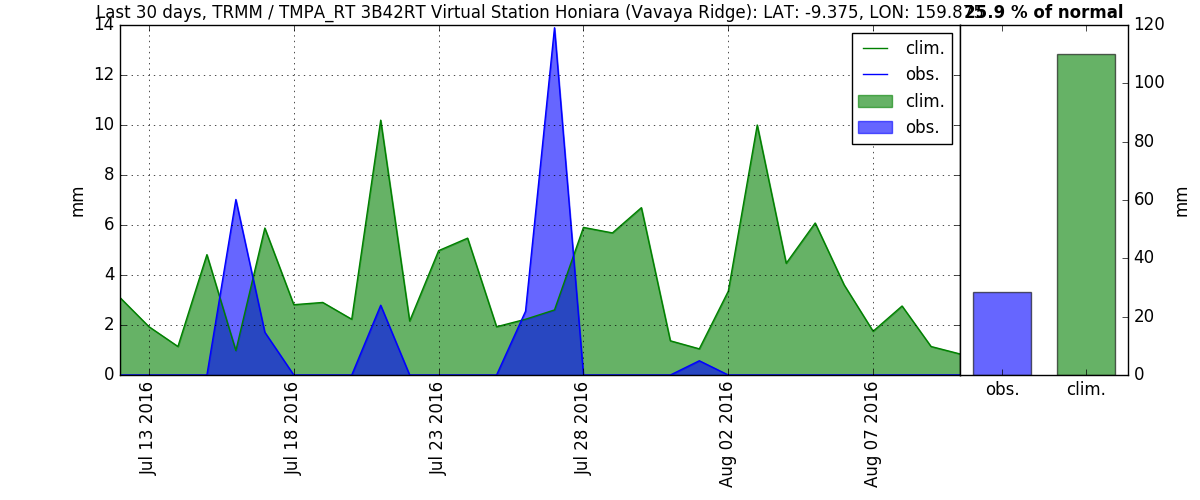 Last 30 days, TRMM / TMPA_RT 3B42RT Virtual Station Honiara (Vavaya Ridge): LAT: -9.375, LON: 159.875
25.9 % of normal
14
12
10
8
6
4
2
0
mm
clim.
obs.
clim.
obs.
120
100
80
60
40
20
0
mm
Jul 13 2016
Jul 18 2016
Jul 23 2016
Jul 28 2016
Aug 02 2016
Aug 07 2016
obs.
clim.